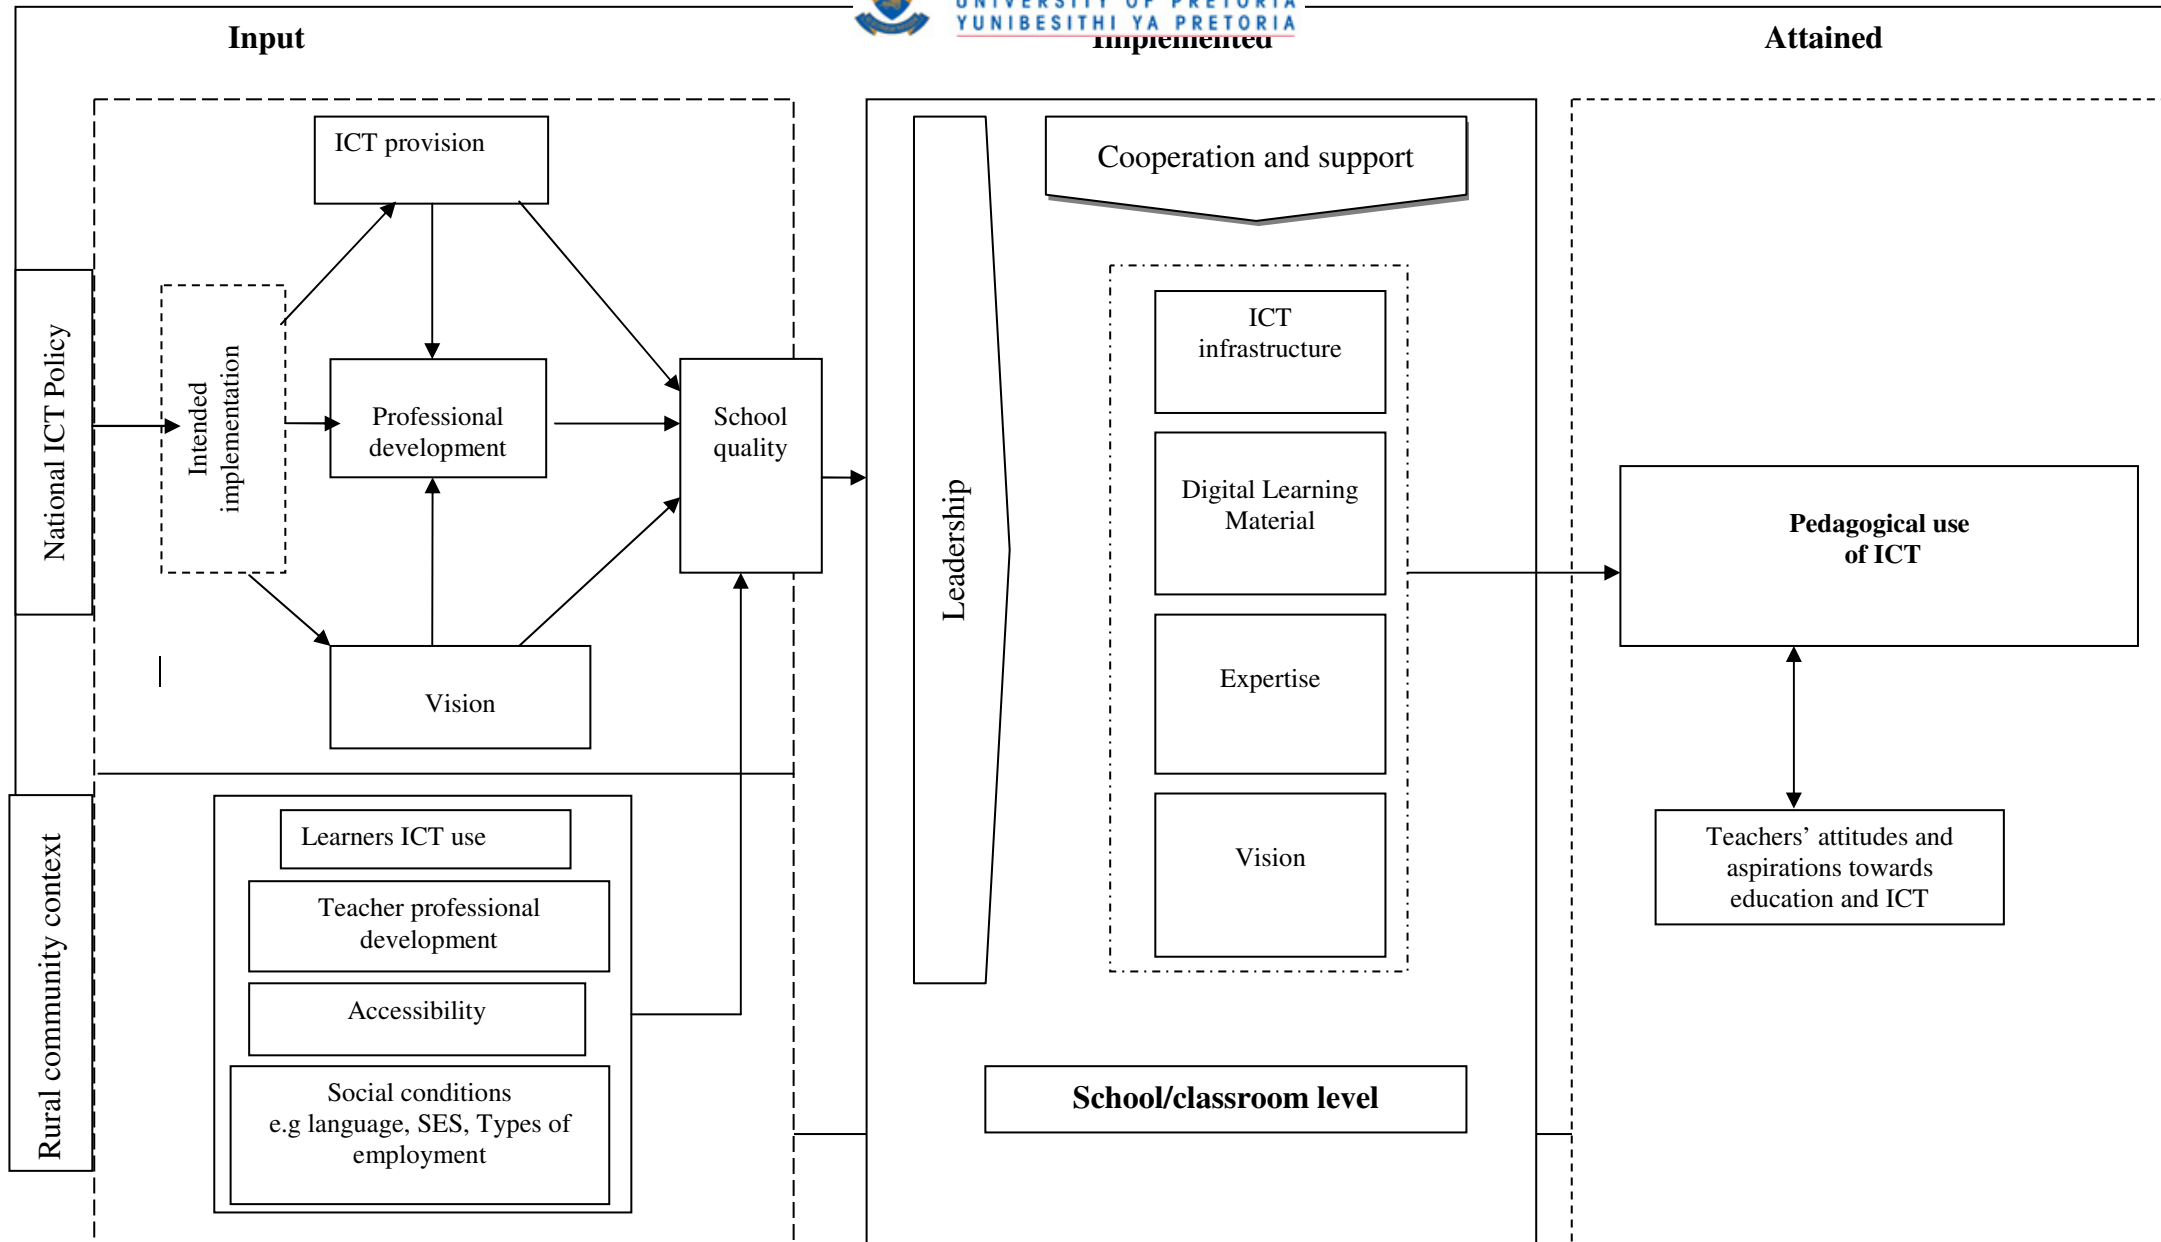 UNIVERSITY OF PRETORIA
YUNIBESITHI YA PRETORIA
Input
Implemented
Attained
ICT provision
National ICT Policy
Intended
implementation
Professional
development
School
quality
Vision
Rural community context
Learners ICT use
Teacher professional
development
Accessibility
Social conditions
e.g language, SES, Types of
employment
Leadership
Cooperation and support
ICT
infrastructure
Digital Learning
Material
Expertise
Vision
School/classroom level
Pedagogical use
of ICT
Teachers’ attitudes and
aspirations towards
education and ICT